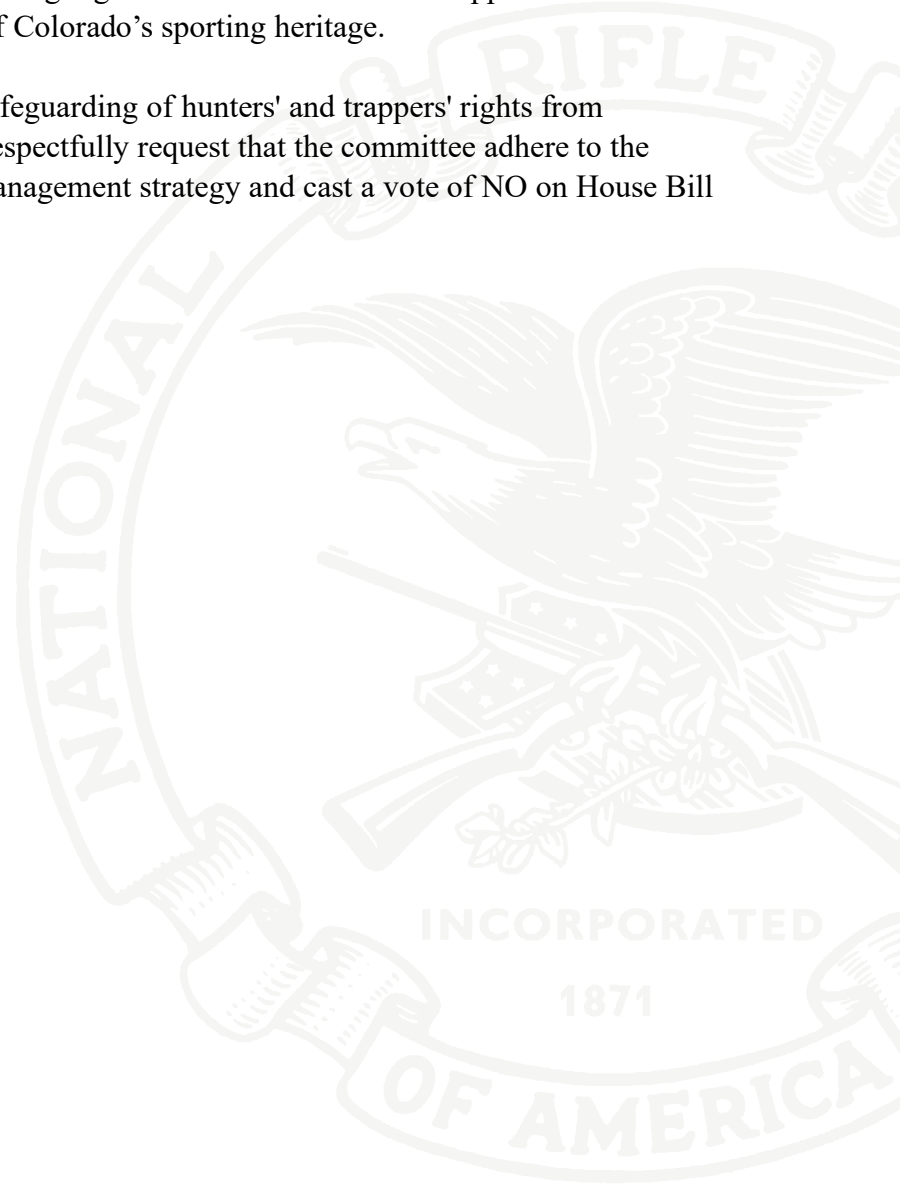 f Colorado’s sporting heritage.
feguarding of hunters' and trappers' rights from
espectfully request that the committee adhere to the
anagement strategy and cast a vote of NO on House Bill
NATIONAL
RIFLE
INCORPORATED
1871
OF AMERICA